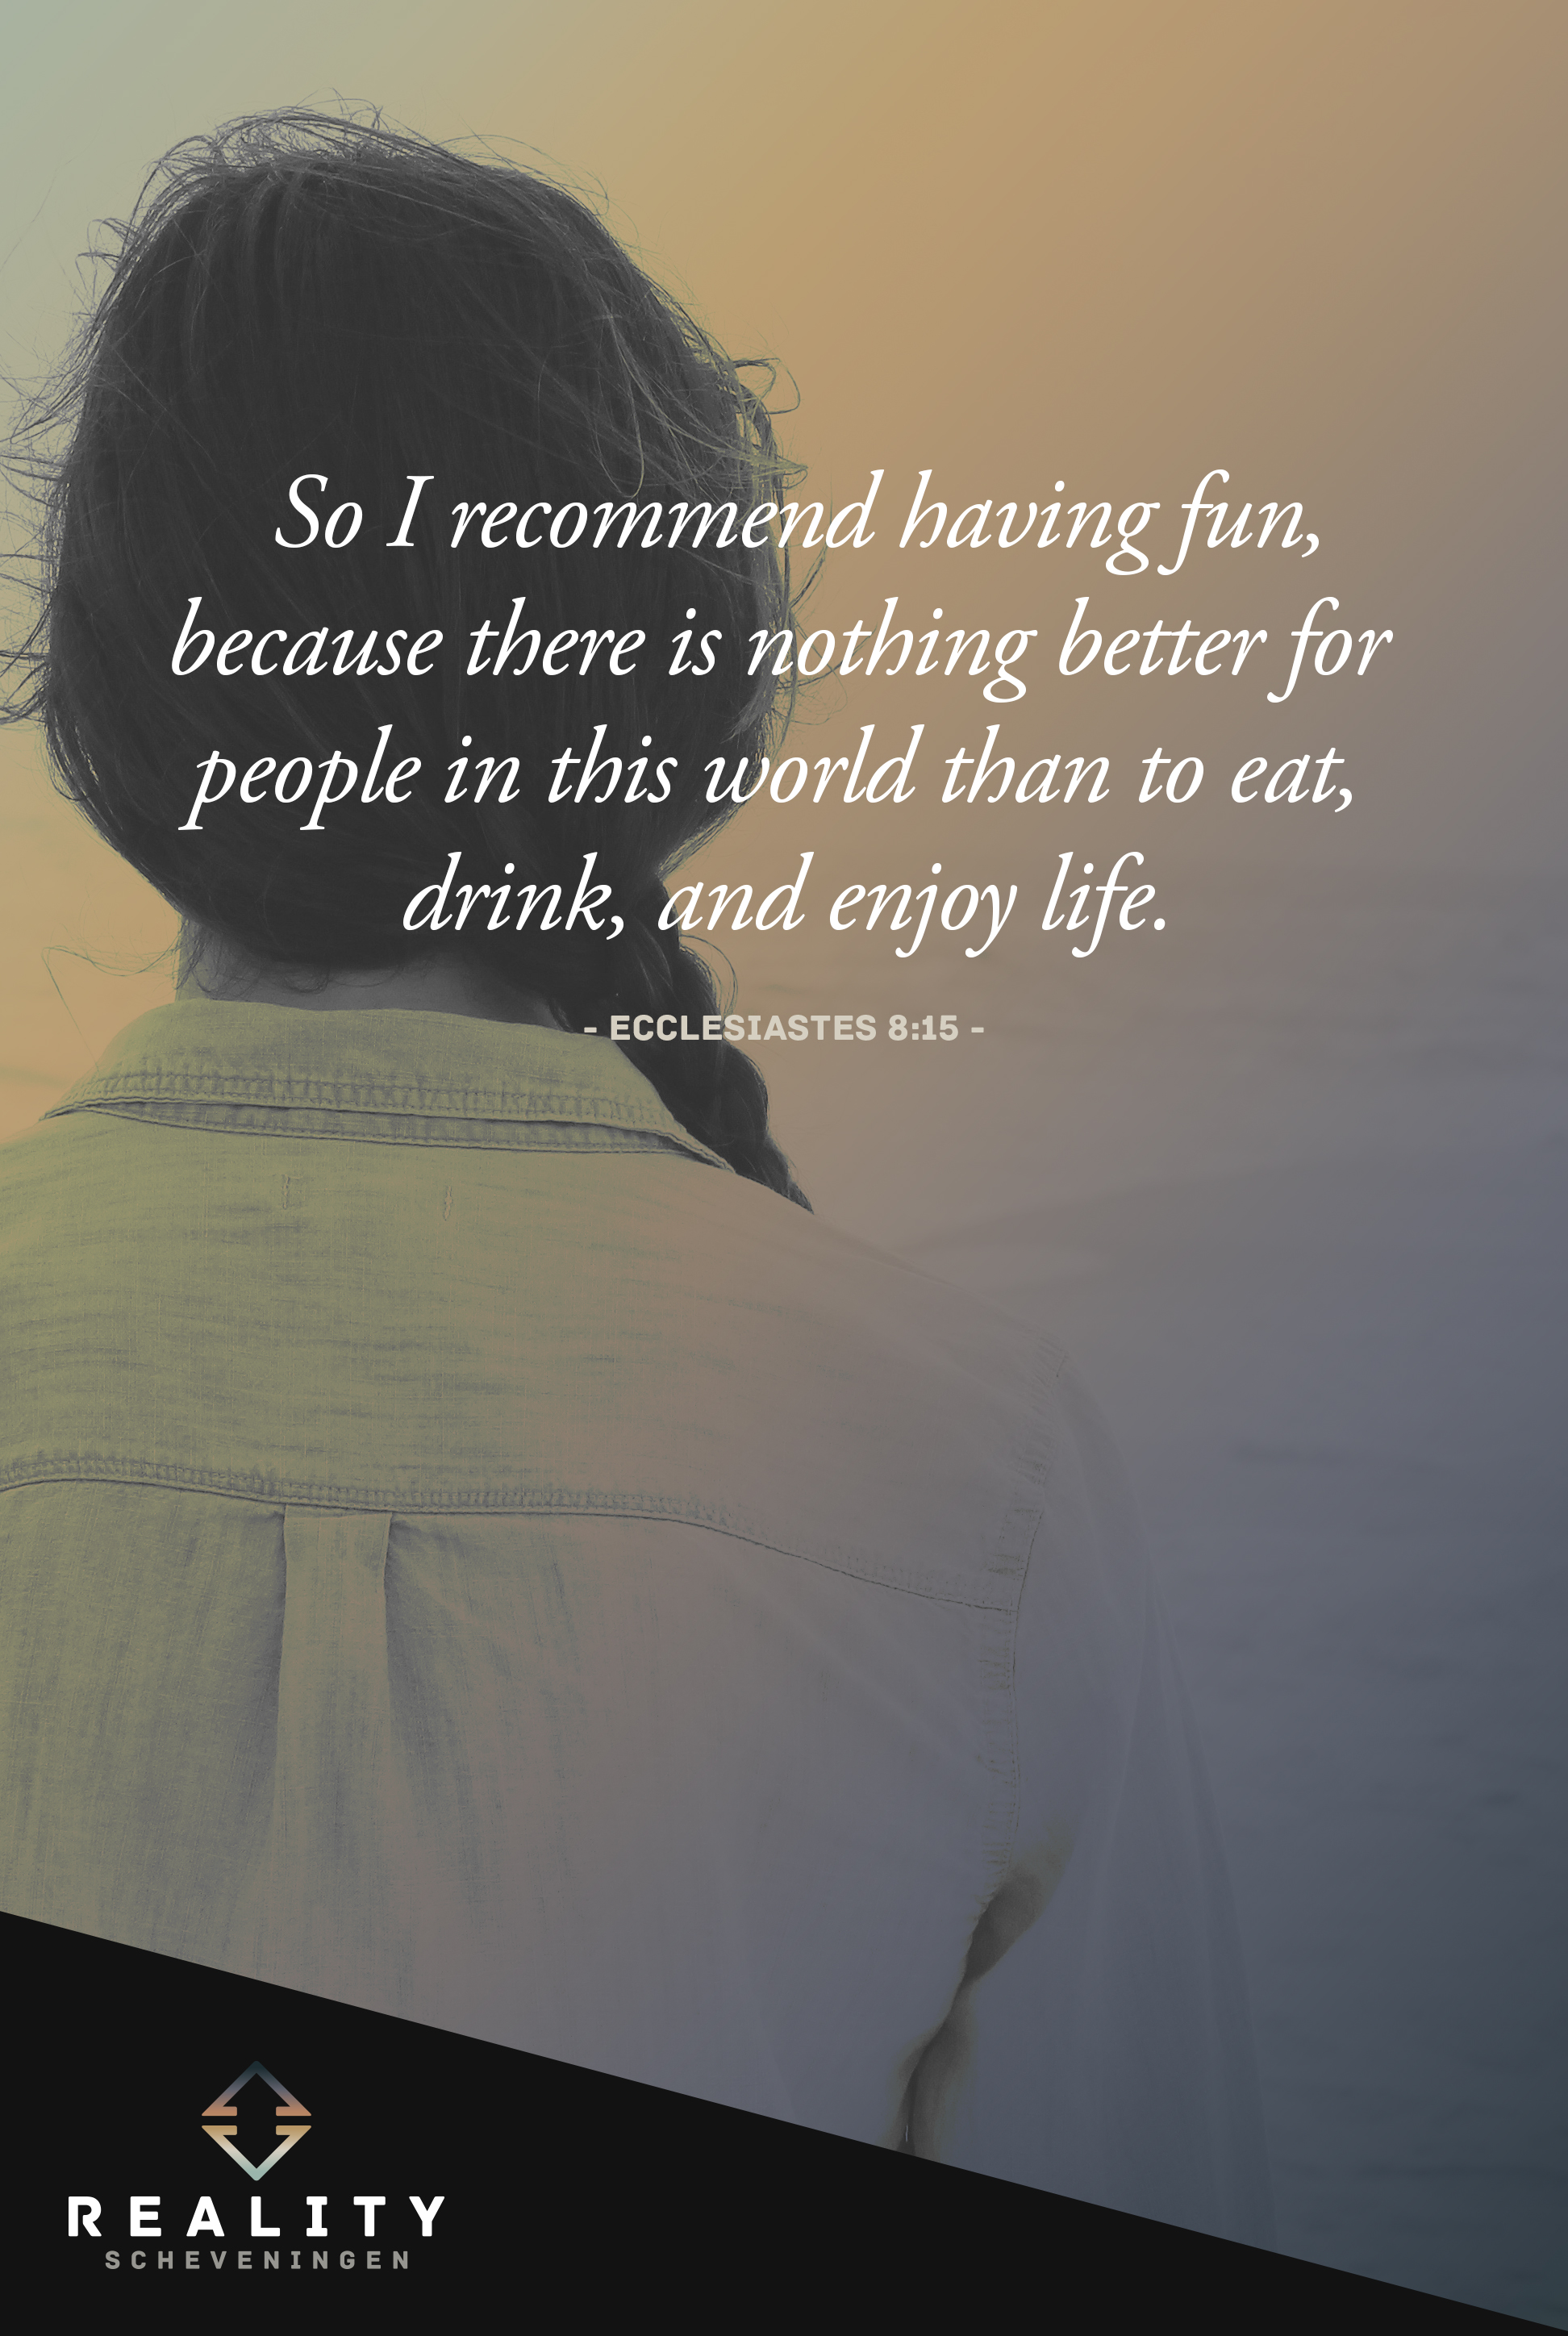 So I recommend having fun,
because there is nothing better for
people in this world than to eat,
drink, and enjoy life.
- ECCLESIASTES 8:15 -
REALITY
SCHEVENINGEN